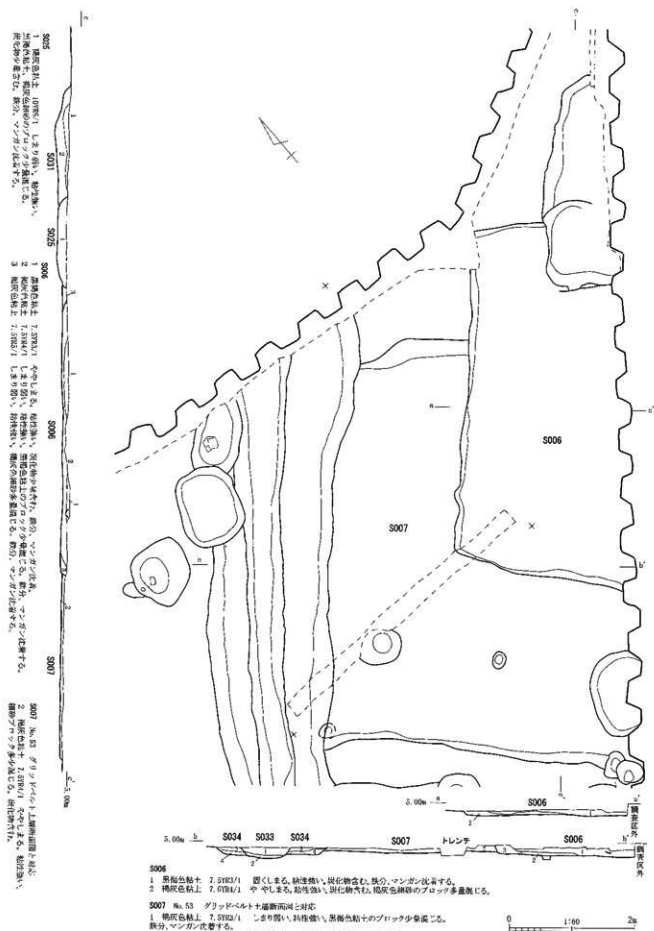 S025
1 褐灰色粘土 10YR5/1 しまり弱い、粘性強い。
黒褐色粘土、褐灰色細砂のブロック少量混じる。
炭化物少量含む。鉄分、マンガン沈着する。
S031
S025
S006
1 黒褐色粘土 7.5YR3/1 ややしまる。粘性強い。炭化物少量含む。鉄分、マンガン沈着。
2 褐灰色粘土 7.5YR4/1 しまり弱い、粘性強い。黒褐色粘土のブロック少量混じる。鉄分、マンガン沈着する。
3 褐灰色粘土 7.5YR5/1 しまり弱い、粘性強い。褐灰色細砂多量混じる。鉄分、マンガン沈着する。
S006
S007
S007 No.53 グリッドベルト土層断面図と対応
2 褐灰色粘土 7.5YR4/1 ややしまる。粘性強い。
細砂ブロック多少混じる。炭化物含む。
c
c'
5.00m
a
a'
S006
S007
b
b'
c'
5.00m
a
S006
a'
調査区外
5.00m
b
S034
S033
S034
S007
トレンチ
S006
b'
調査区外
S006
1 黒褐色粘土 7.5YR3/1 固くしまる。粘性強い。炭化物含む。鉄分、マンガン沈着する。
2 褐灰色粘土 7.5YR4/1 ややしまる。粘性強い。炭化物含む。褐灰色細砂のブロック多量混じる。
S007 No.53 グリッドベルト土層断面図と対応
1 褐灰色粘土 7.5YR5/1 しまり弱い、粘性強い。黒褐色粘土のブロック少量混じる。
鉄分、マンガン沈着する。
0
1:60
2m